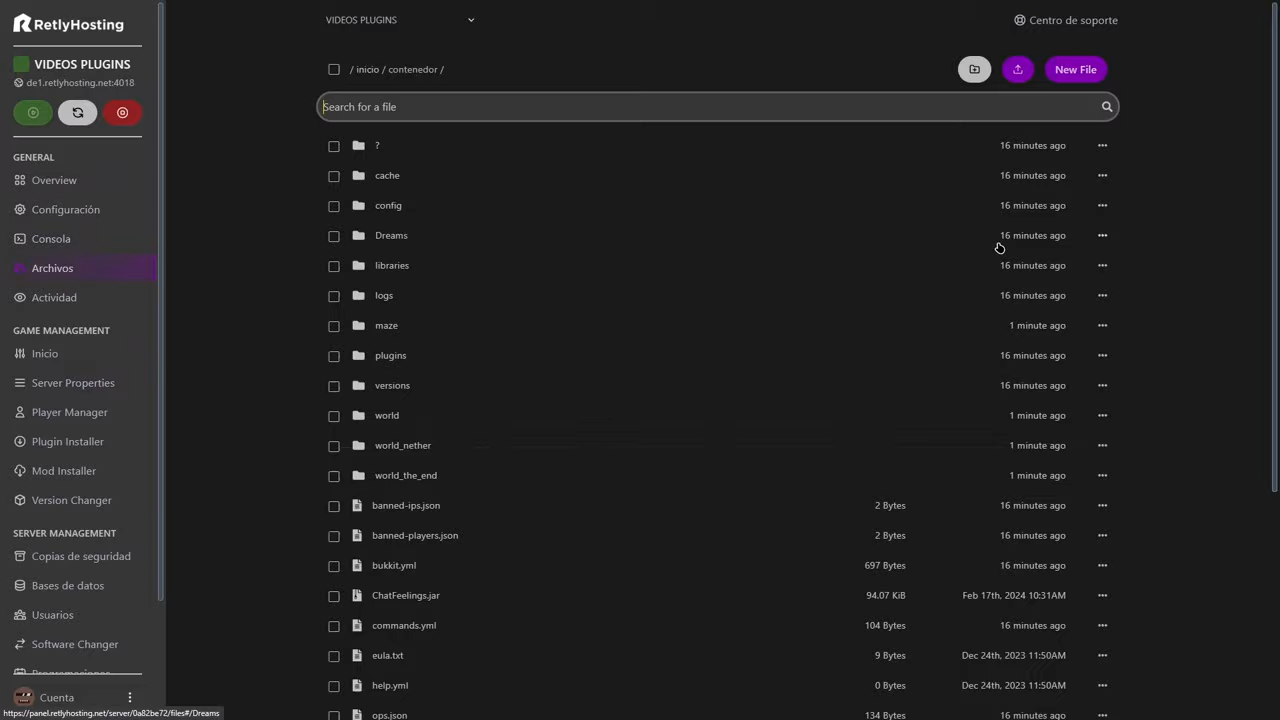 RetlyHosting
VIDEOS PLUGINS
de1.retlyhosting.net:4018
GENERAL
Overview
Configuración
Consola
Archivos
Actividad
GAME MANAGEMENT
Inicio
Server Properties
Player Manager
Plugin Installer
Mod Installer
Version Changer
SERVER MANAGEMENT
Copias de seguridad
Bases de datos
Usuarios
Software Changer
Programaciones
Cuenta
https://panel.retlyhosting.net/server/0a82be72/files#/Dreams
VIDEOS PLUGINS
Centro de soporte
/ inicio / contenedor /
New File
Search for a file
? 16 minutes ago
cache 16 minutes ago
config 16 minutes ago
Dreams 16 minutes ago
libraries 16 minutes ago
logs 16 minutes ago
maze 1 minute ago
plugins 16 minutes ago
versions 16 minutes ago
world 1 minute ago
world_nether 1 minute ago
world_the_end 1 minute ago
banned-ips.json 2 Bytes 16 minutes ago
banned-players.json 2 Bytes 16 minutes ago
bukkit.yml 697 Bytes 16 minutes ago
ChatFeelings.jar 94.07 KiB Feb 17th, 2024 10:31AM
commands.yml 104 Bytes 16 minutes ago
eula.txt 9 Bytes Dec 24th, 2023 11:50AM
help.yml 0 Bytes Dec 24th, 2023 11:50AM
ops.json 134 Bytes 16 minutes ago